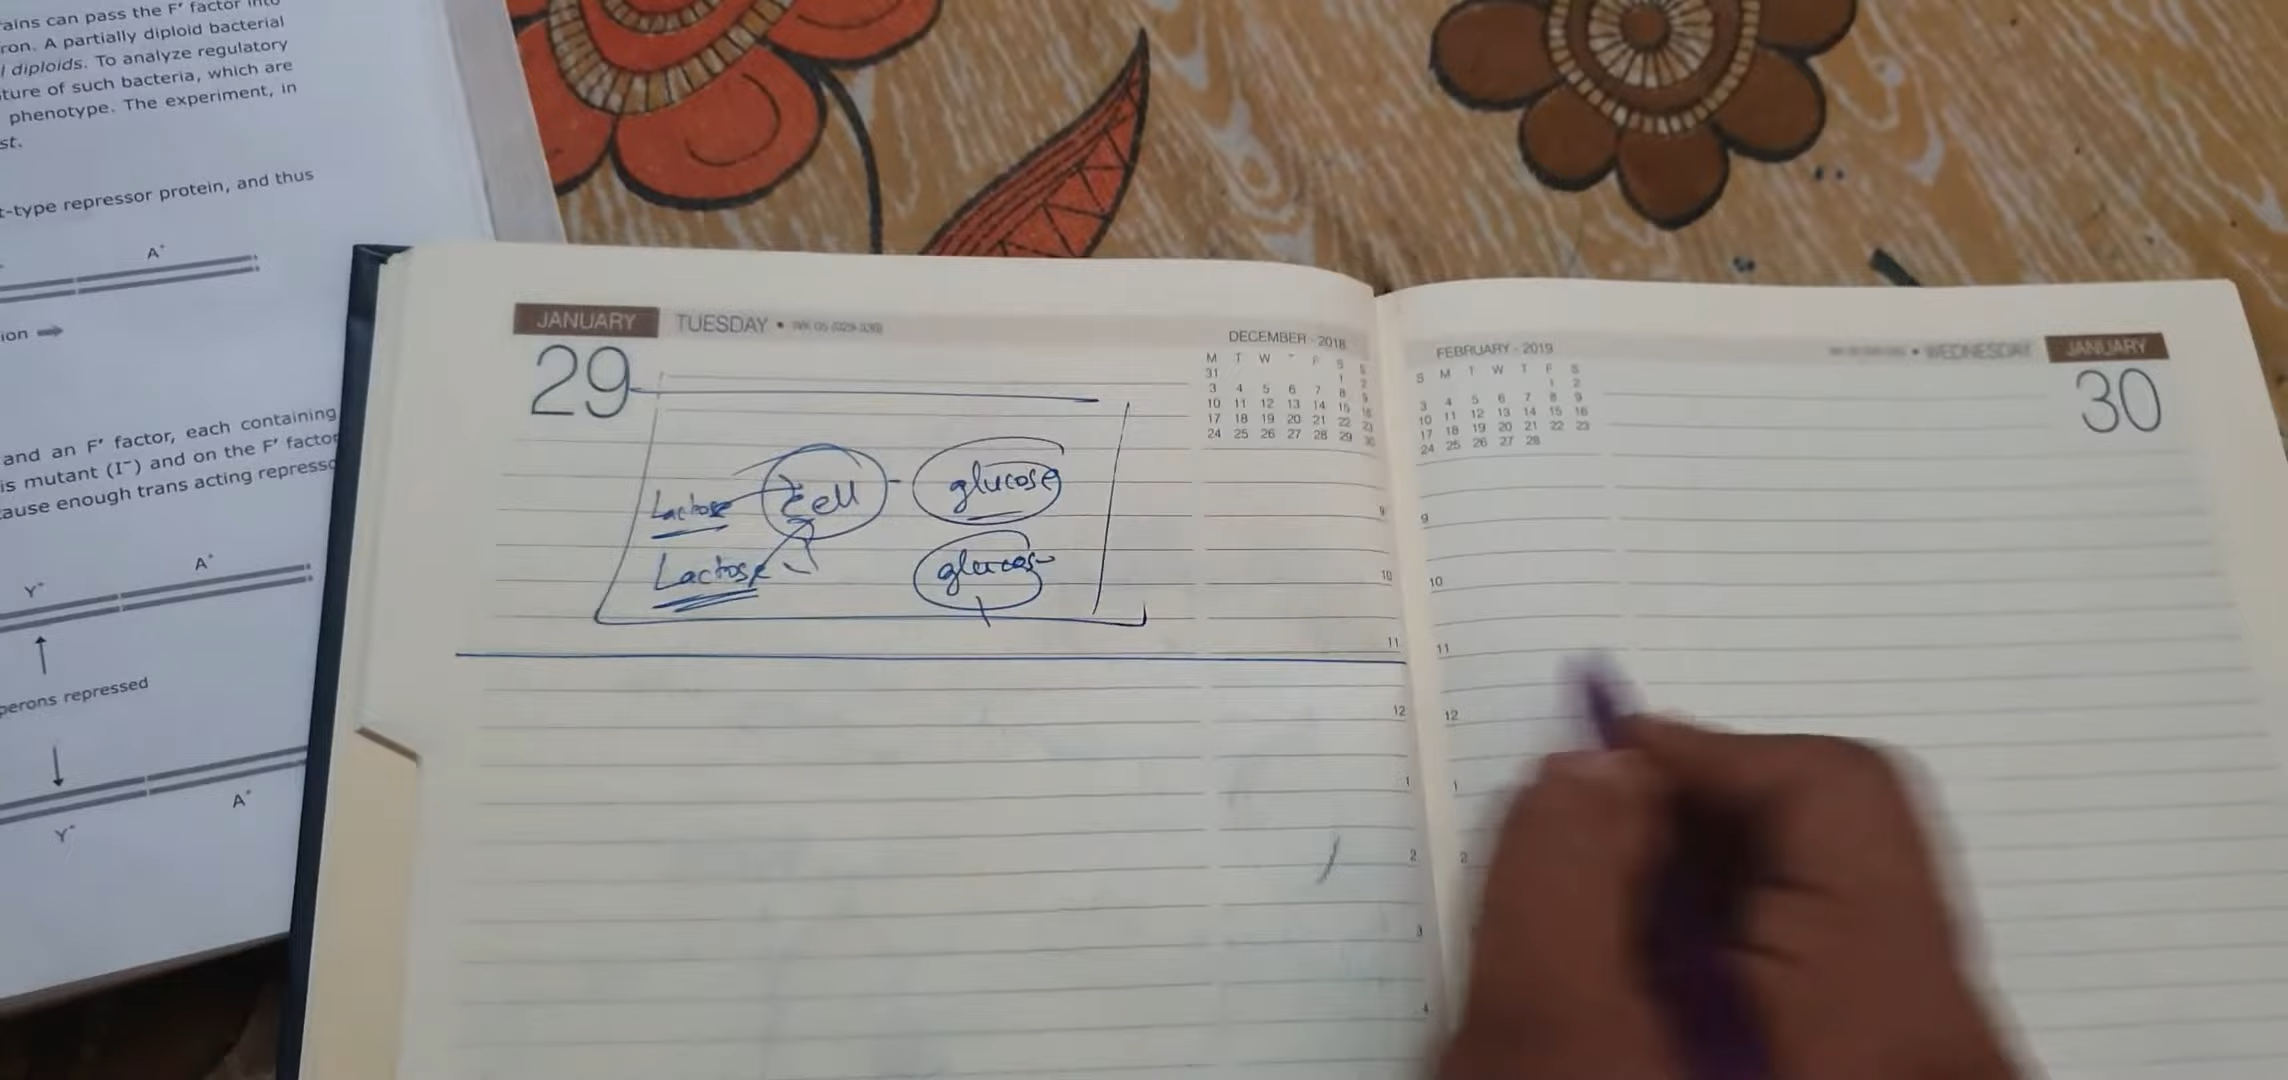 ains can pass the F' factor into
ron. A partially diploid bacterial
l diploids. To analyze regulatory
ture of such bacteria, which are
phenotype. The experiment, in
st.
t-type repressor protein, and thus
A+
ion ➡
and an F' factor, each containing
is mutant (I⁻) and on the F' factor
ause enough trans acting represso
Y+ A+
perons repressed
Y+ A+
JANUARY TUESDAY •
29
DECEMBER - 2018
M T W F S S
31 1 2
3 4 5 6 7 8 9
10 11 12 13 14 15 16
17 18 19 20 21 22 23
24 25 26 27 28 29 30
Lactose cell glucose
Lactose glucose
9
10
11
12
1
2
3
4
FEBRUARY - 2019
S M T W T F S
1 2
3 4 5 6 7 8 9
10 11 12 13 14 15 16
17 18 19 20 21 22 23
24 25 26 27 28
• WEDNESDAY JANUARY
30
9
10
11
12
1
2